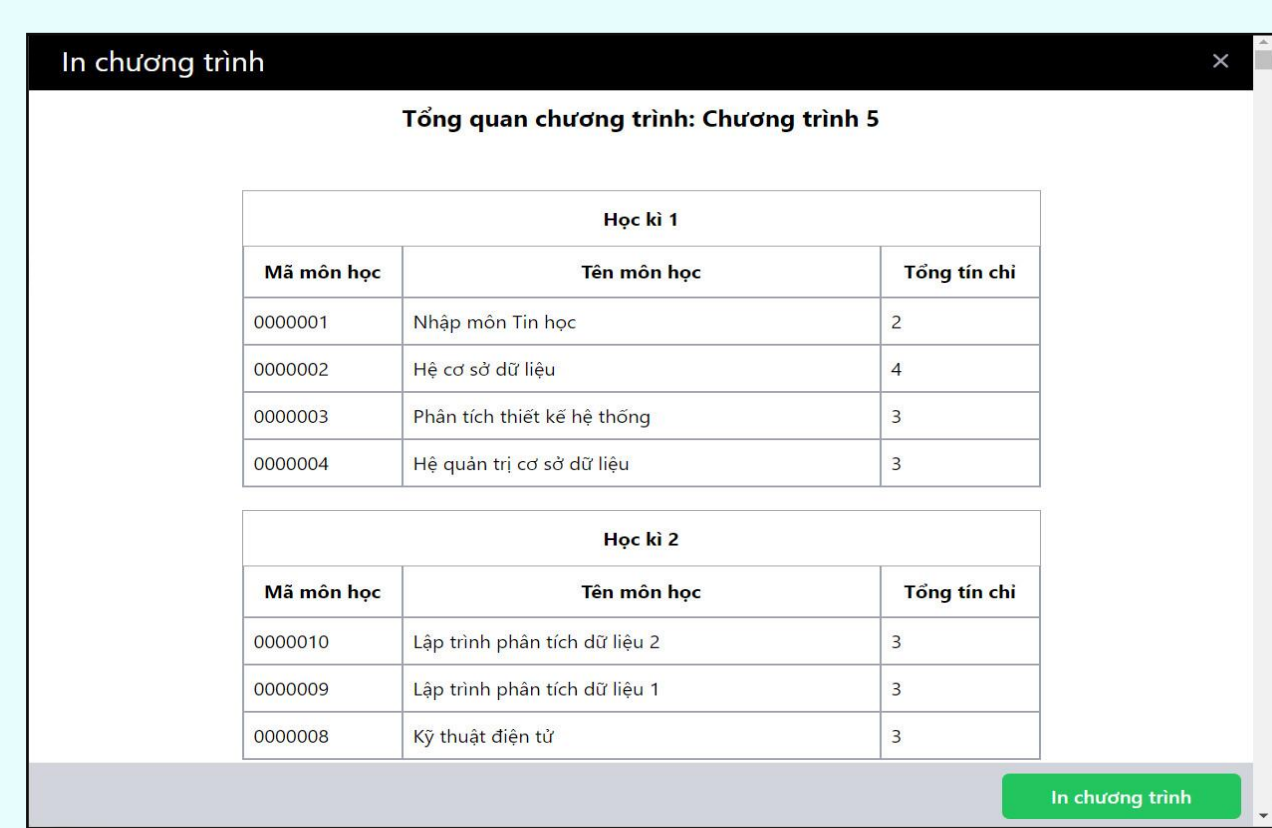 In chương trình ×
Tổng quan chương trình: Chương trình 5
Học kì 1
Mã môn học Tên môn học Tổng tín chỉ
0000001 Nhập môn Tin học 2
0000002 Hệ cơ sở dữ liệu 4
0000003 Phân tích thiết kế hệ thống 3
0000004 Hệ quản trị cơ sở dữ liệu 3
Học kì 2
Mã môn học Tên môn học Tổng tín chỉ
0000010 Lập trình phân tích dữ liệu 2 3
0000009 Lập trình phân tích dữ liệu 1 3
0000008 Kỹ thuật điện tử 3
In chương trình